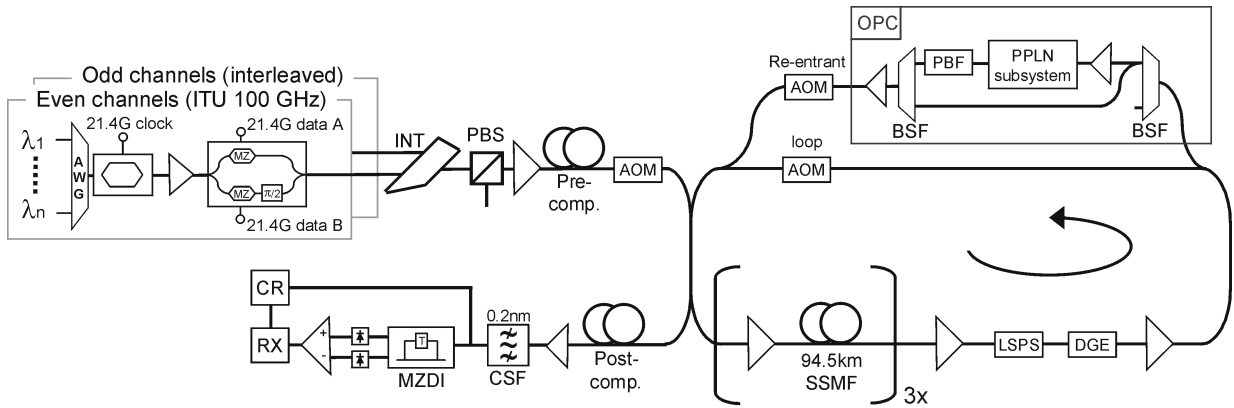 OPC
Re-entrant
AOM
PBF
PPLN
subsystem
BSF
BSF
Odd channels (interleaved)
Even channels (ITU 100 GHz)
21.4G clock
21.4G data A
λ1
λn
A
W
G
MZ
MZ
π/2
21.4G data B
INT
PBS
Pre-
comp.
AOM
loop
AOM
CR
RX
+
-
T
MZDI
0.2nm
CSF
Post-
comp.
94.5km
SSMF
3x
LSPS
DGE